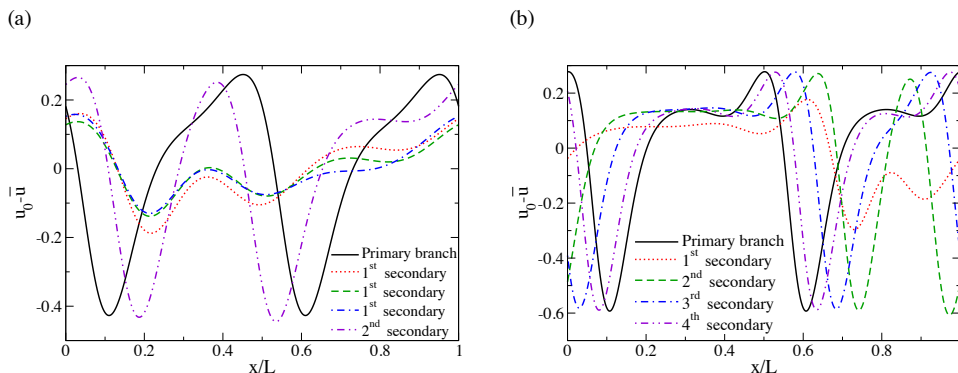 (a)
(b)
u₀-ū
0.2
0
-0.2
-0.4
0
0.2
0.4
0.6
0.8
1
x/L
Primary branch
1ˢᵗ secondary
1ˢᵗ secondary
1ˢᵗ secondary
2ⁿᵈ secondary
u₀-ū
0.2
0
-0.2
-0.4
-0.6
0
0.2
0.4
0.6
0.8
x/L
Primary branch
1ˢᵗ secondary
2ⁿᵈ secondary
3ʳᵈ secondary
4ᵗʰ secondary